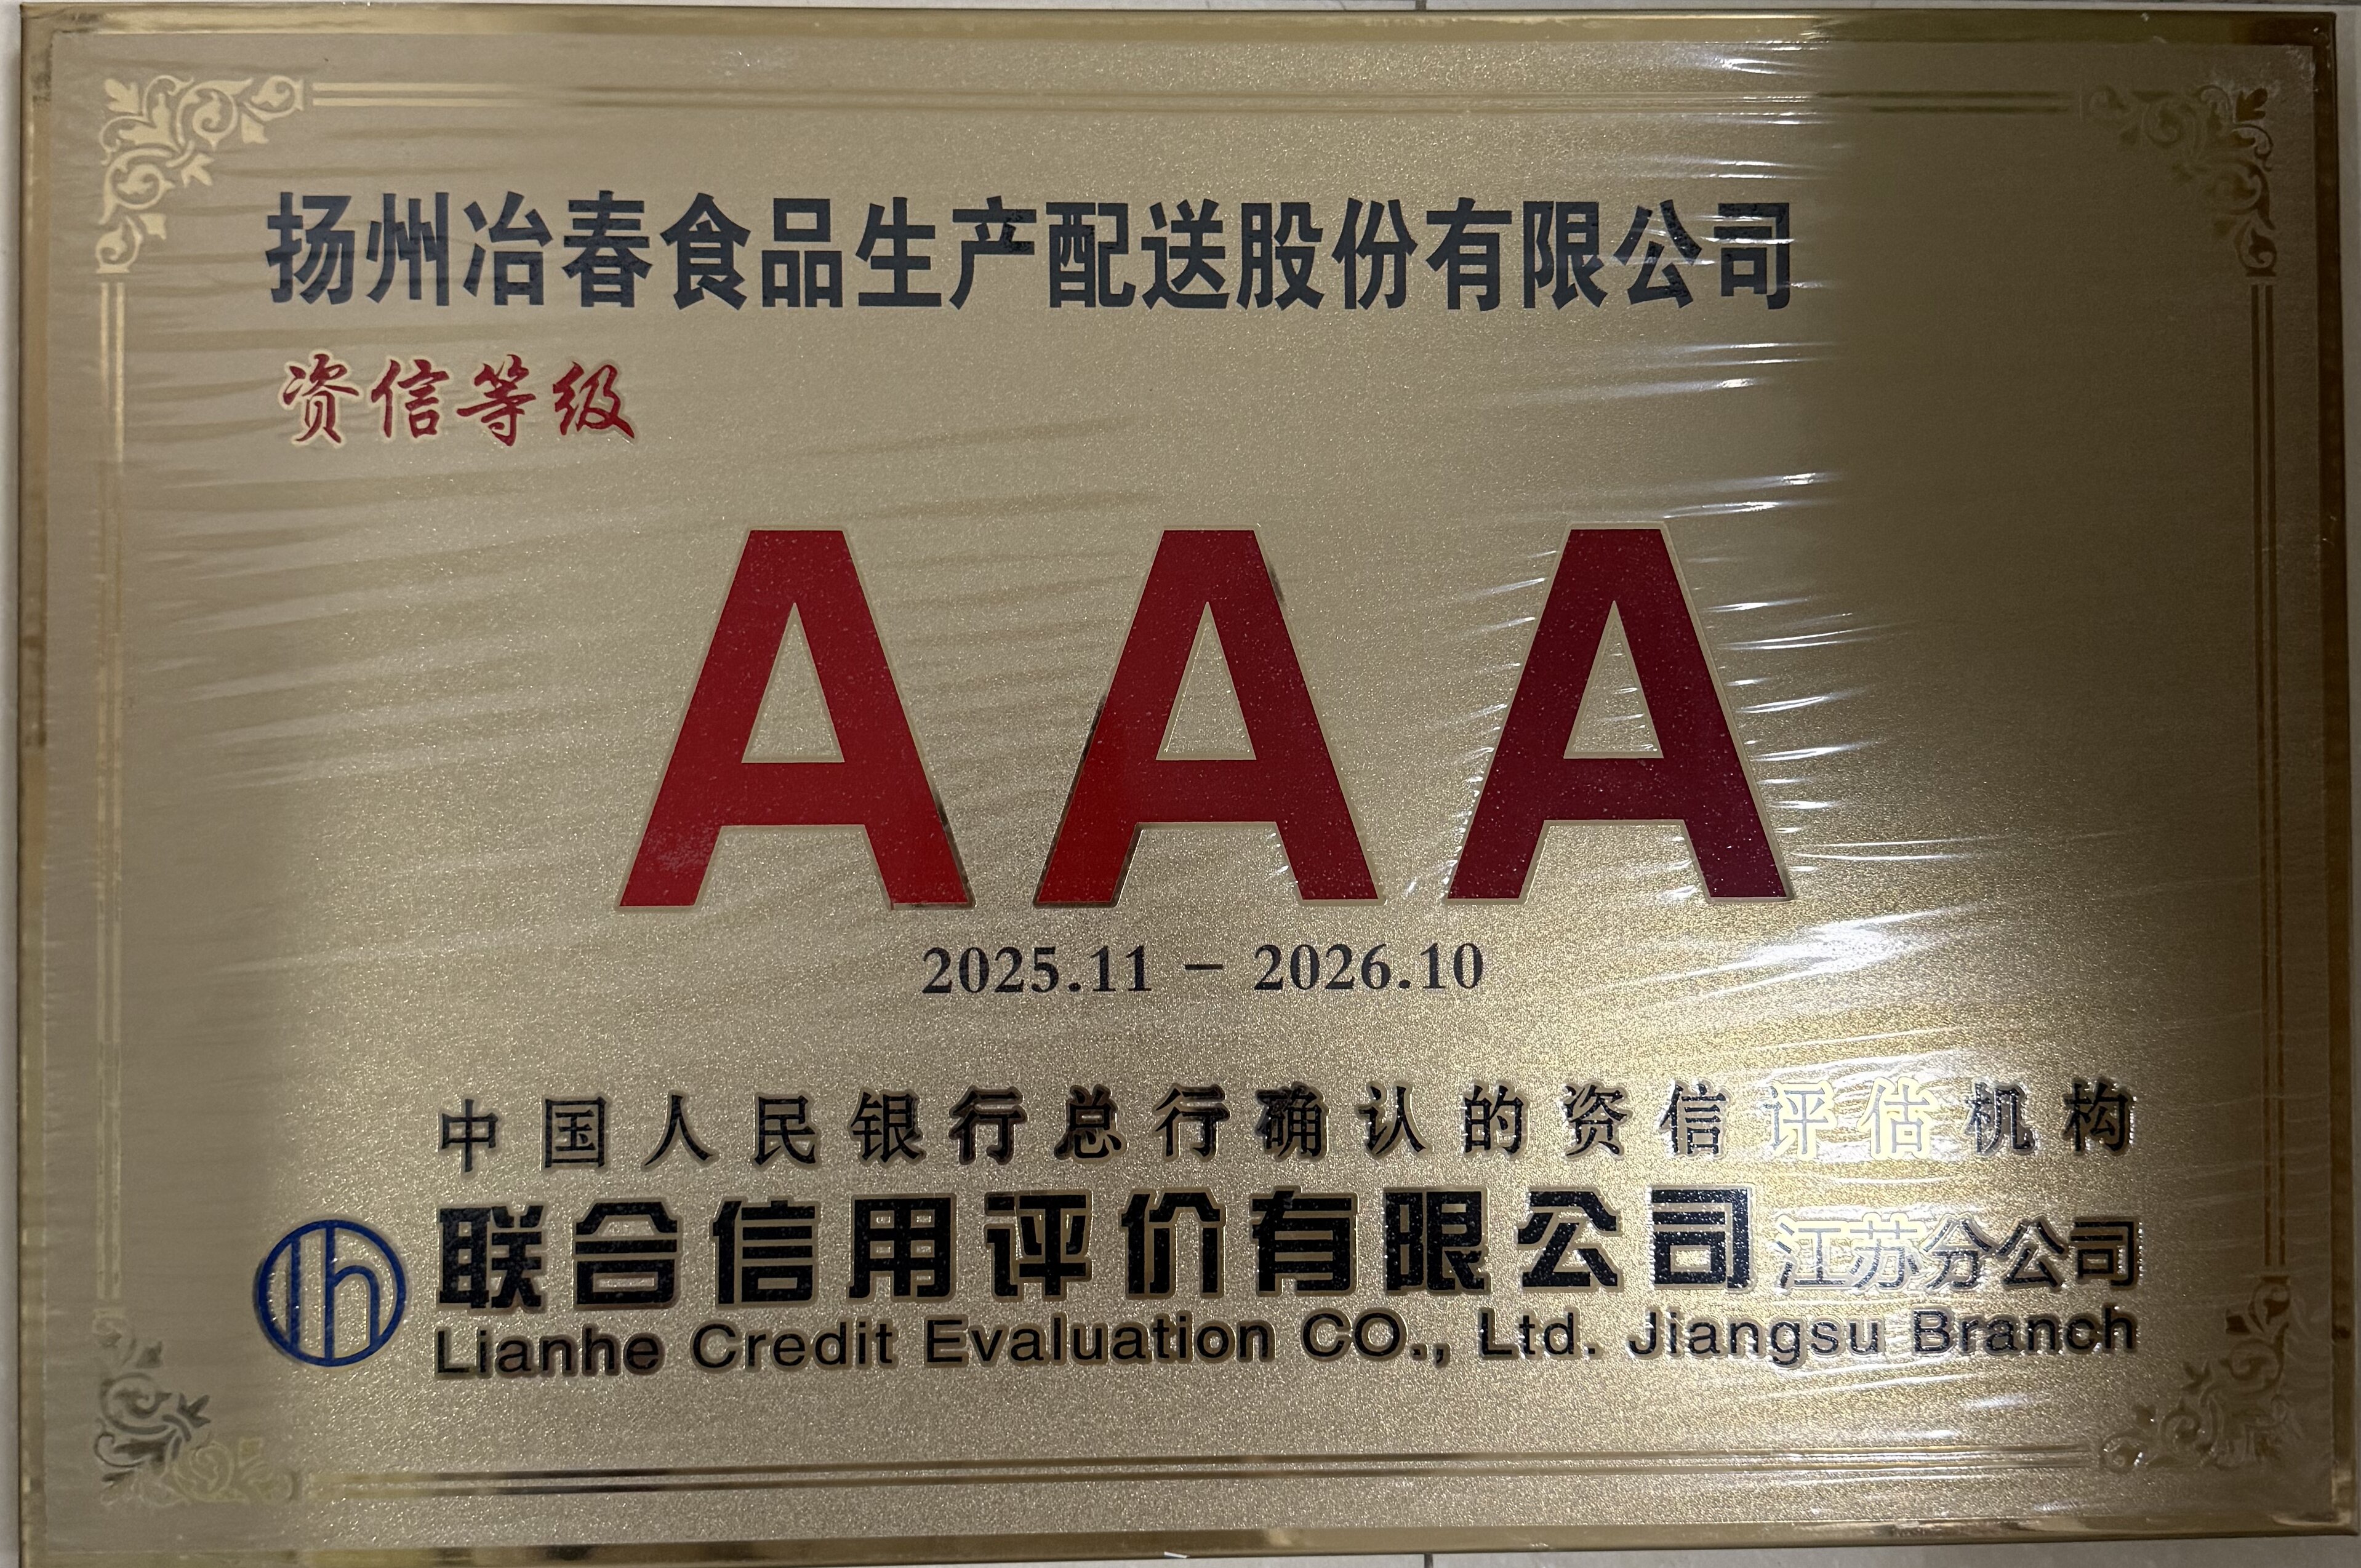 扬州冶春食品生产配送股份有限公司
资信等级
AAA
2025.11 － 2026.10
中国人民银行总行确认的资信评估机构
联合信用评价有限公司江苏分公司
lh
Lianhe Credit Evaluation CO., Ltd. Jiangsu Branch